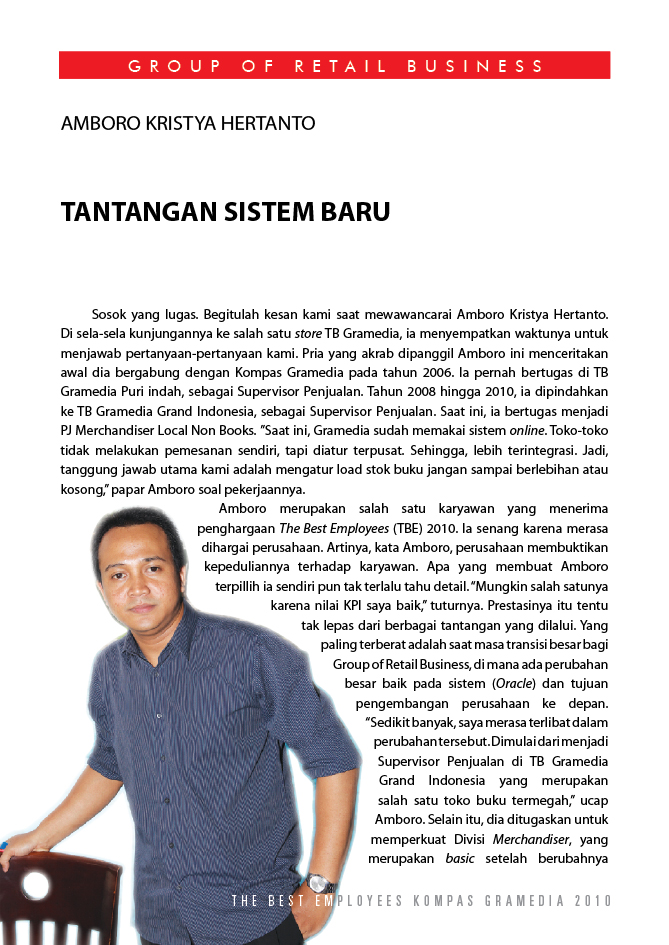 GROUP OF RETAIL BUSINESS
AMBORO KRISTYA HERTANTO
TANTANGAN SISTEM BARU
Sosok yang lugas. Begitulah kesan kami saat mewawancarai Amboro Kristya Hertanto.
Di sela-sela kunjungannya ke salah satu store TB Gramedia, ia menyempatkan waktunya untuk
menjawab pertanyaan-pertanyaan kami. Pria yang akrab dipanggil Amboro ini menceritakan
awal dia bergabung dengan Kompas Gramedia pada tahun 2006. Ia pernah bertugas di TB
Gramedia Puri indah, sebagai Supervisor Penjualan. Tahun 2008 hingga 2010, ia dipindahkan
ke TB Gramedia Grand Indonesia, sebagai Supervisor Penjualan. Saat ini, ia bertugas menjadi
PJ Merchandiser Local Non Books. ”Saat ini, Gramedia sudah memakai sistem online. Toko-toko
tidak melakukan pemesanan sendiri, tapi diatur terpusat. Sehingga, lebih terintegrasi. Jadi,
tanggung jawab utama kami adalah mengatur load stok buku jangan sampai berlebihan atau
kosong,” papar Amboro soal pekerjaannya.
Amboro merupakan salah satu karyawan yang menerima
penghargaan The Best Employees (TBE) 2010. Ia senang karena merasa
dihargai perusahaan. Artinya, kata Amboro, perusahaan membuktikan
kepeduliannya terhadap karyawan. Apa yang membuat Amboro
terpillih ia sendiri pun tak terlalu tahu detail. “Mungkin salah satunya
karena nilai KPI saya baik,” tuturnya. Prestasinya itu tentu
tak lepas dari berbagai tantangan yang dilalui. Yang
paling terberat adalah saat masa transisi besar bagi
Group of Retail Business, di mana ada perubahan
besar baik pada sistem (Oracle) dan tujuan
pengembangan perusahaan ke depan.
“Sedikit banyak, saya merasa terlibat dalam
perubahan tersebut. Dimulai dari menjadi
Supervisor Penjualan di TB Gramedia
Grand Indonesia yang merupakan
salah satu toko buku termegah,” ucap
Amboro. Selain itu, dia ditugaskan untuk
memperkuat Divisi Merchandiser, yang
merupakan basic setelah berubahnya
THE BEST EMPLOYEES KOMPAS GRAMEDIA 2010